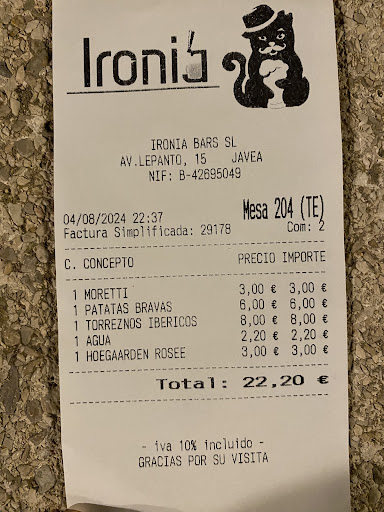 Ironia
IRONIA BARS SL
AV.LEPANTO, 15 JAVEA
NIF: B-42695049
04/08/2024 22:37 Mesa 204 (TE)
Factura Simplificada: 29178 Com: 2
C. CONCEPTO PRECIO IMPORTE
1 MORETTI 3,00 € 3,00 €
1 PATATAS BRAVAS 6,00 € 6,00 €
1 TORREZNOS IBERICOS 8,00 € 8,00 €
1 AGUA 2,20 € 2,20 €
1 HOEGAARDEN ROSEE 3,00 € 3,00 €
Total: 22,20 €
- iva 10% incluido -
GRACIAS POR SU VISITA